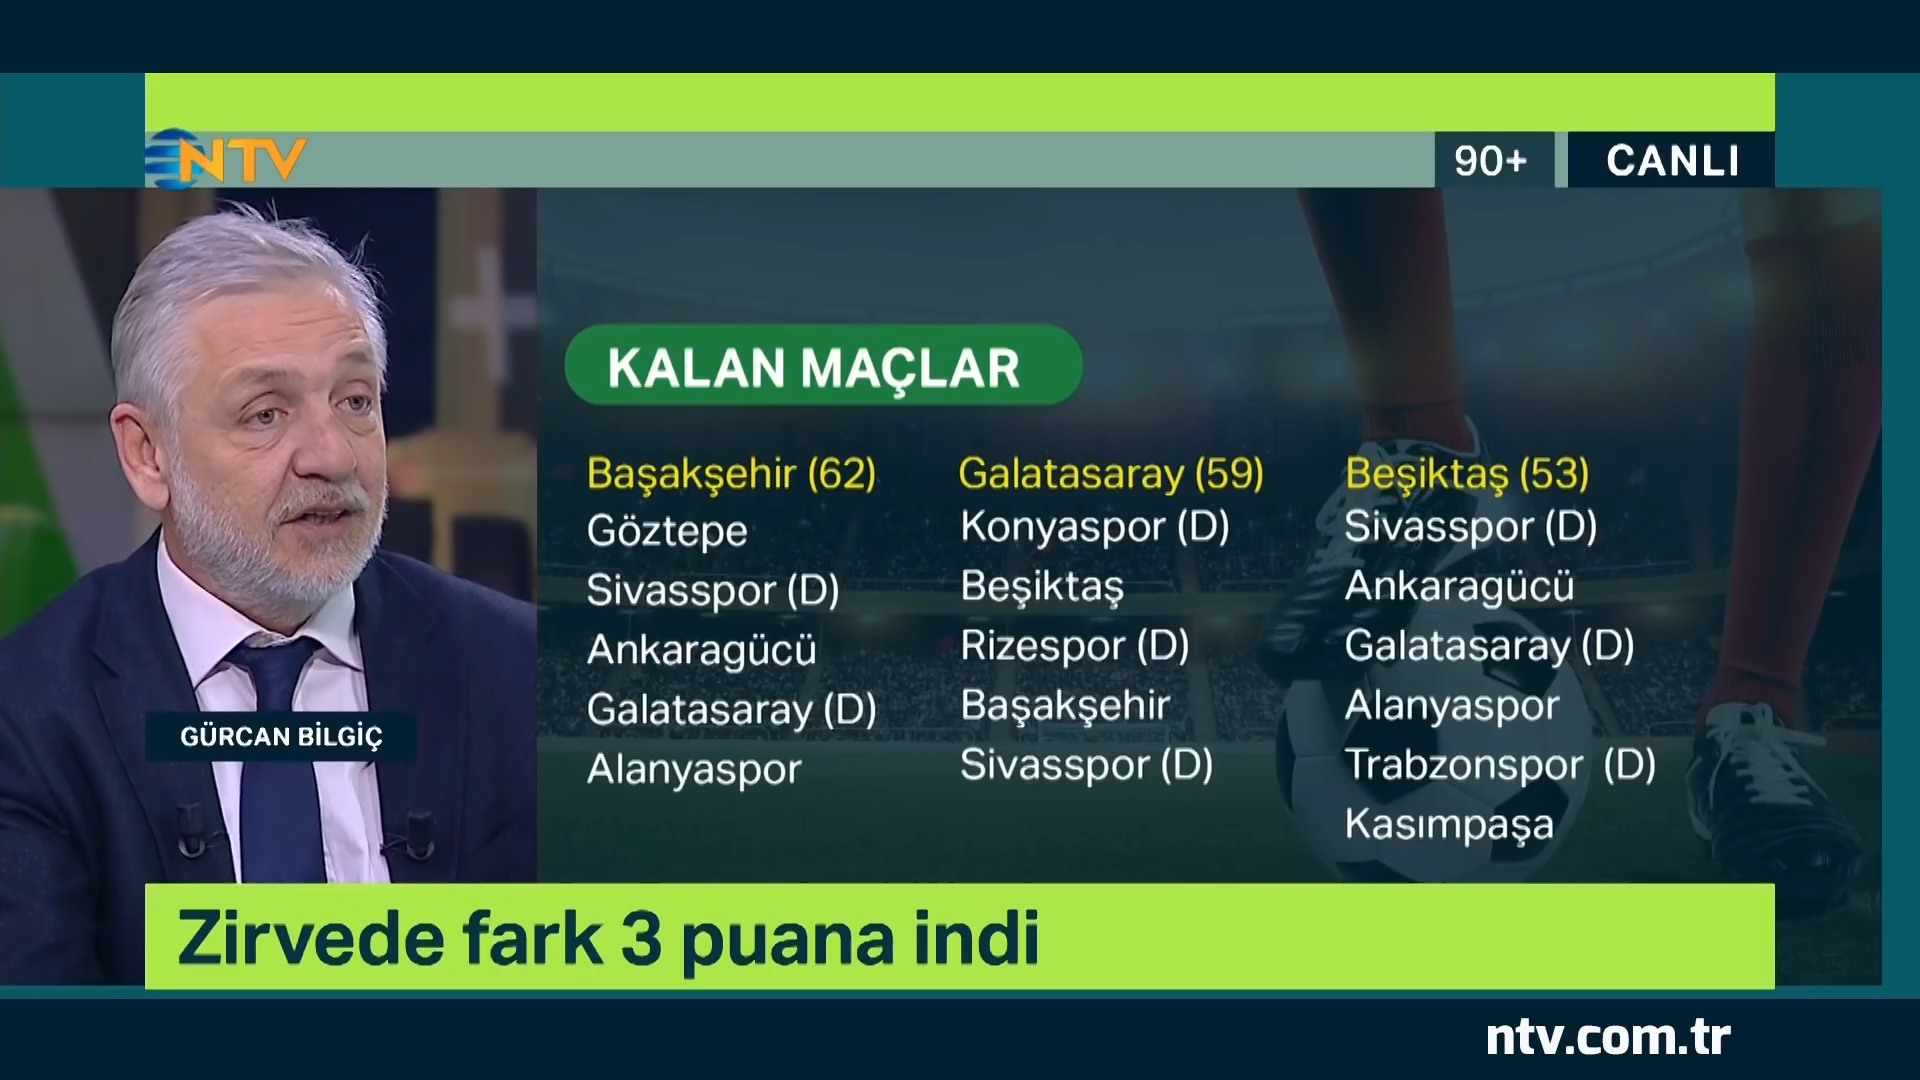 NTV
90+
CANLI
KALAN MAÇLAR
Başakşehir (62)
Göztepe
Sivasspor (D)
Ankaragücü
Galatasaray (D)
Alanyaspor
Galatasaray (59)
Konyaspor (D)
Beşiktaş
Rizespor (D)
Başakşehir
Sivasspor (D)
Beşiktaş (53)
Sivasspor (D)
Ankaragücü
Galatasaray (D)
Alanyaspor
Trabzonspor (D)
Kasımpaşa
GÜRCAN BİLGİÇ
Zirvede fark 3 puana indi
ntv.com.tr